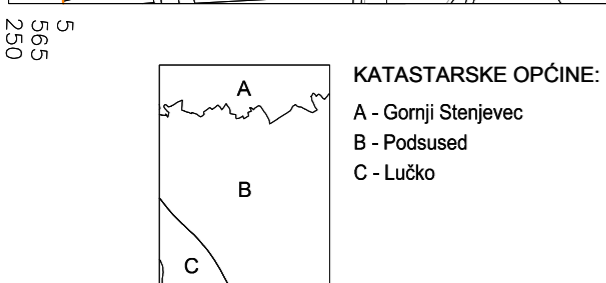 5
565
250
KATASTARSKE OPĆINE:
A - Gornji Stenjevec
B - Podsused
C - Lučko
A
B
C